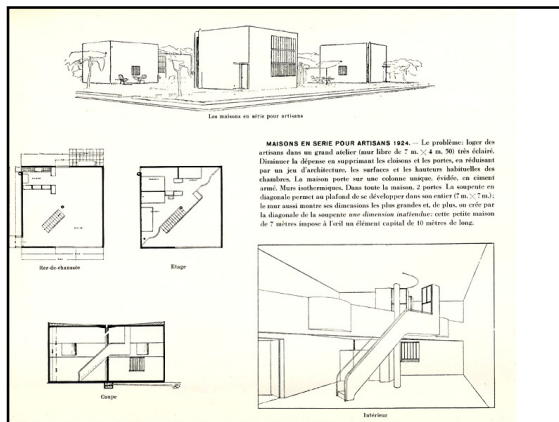 Les maisons en série pour artisans
MAISONS EN SERIE POUR ARTISANS 1924. — Le problème: loger des
artisans dans un grand atelier (mur libre de 7 m. × 4 m. 50) très éclairé.
Diminuer la dépense en supprimant les cloisons et les portes, en réduisant
par un jeu d'architecture, les surfaces et les hauteurs habituelles des
chambres. La maison porte sur une colonne unique, évidée, en ciment
armé. Murs isothermiques. Dans toute la maison, 2 portes La soupente en
diagonale permet au plafond de se développer dans son entier (7 m. × 7 m.);
le mur aussi montre ses dimensions les plus grandes et, de plus, on crée par
la diagonale de la soupente une dimension inattendue: cette petite maison
de 7 mètres impose à l'œil un élément capital de 10 mètres de long.
Rez-de-chaussée
Etage
Coupe
Intérieur